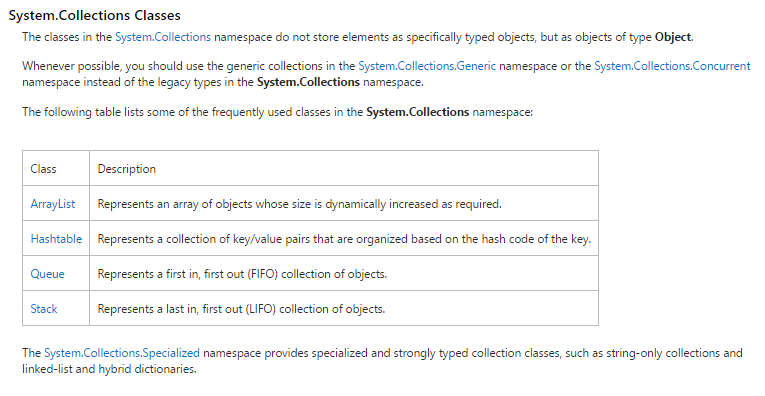 System.Collections Classes
The classes in the System.Collections namespace do not store elements as specifically typed objects, but as objects of type Object.
Whenever possible, you should use the generic collections in the System.Collections.Generic namespace or the System.Collections.Concurrent
namespace instead of the legacy types in the System.Collections namespace.
The following table lists some of the frequently used classes in the System.Collections namespace:
Class Description
ArrayList Represents an array of objects whose size is dynamically increased as required.
Hashtable Represents a collection of key/value pairs that are organized based on the hash code of the key.
Queue Represents a first in, first out (FIFO) collection of objects.
Stack Represents a last in, first out (LIFO) collection of objects.
The System.Collections.Specialized namespace provides specialized and strongly typed collection classes, such as string-only collections and
linked-list and hybrid dictionaries.